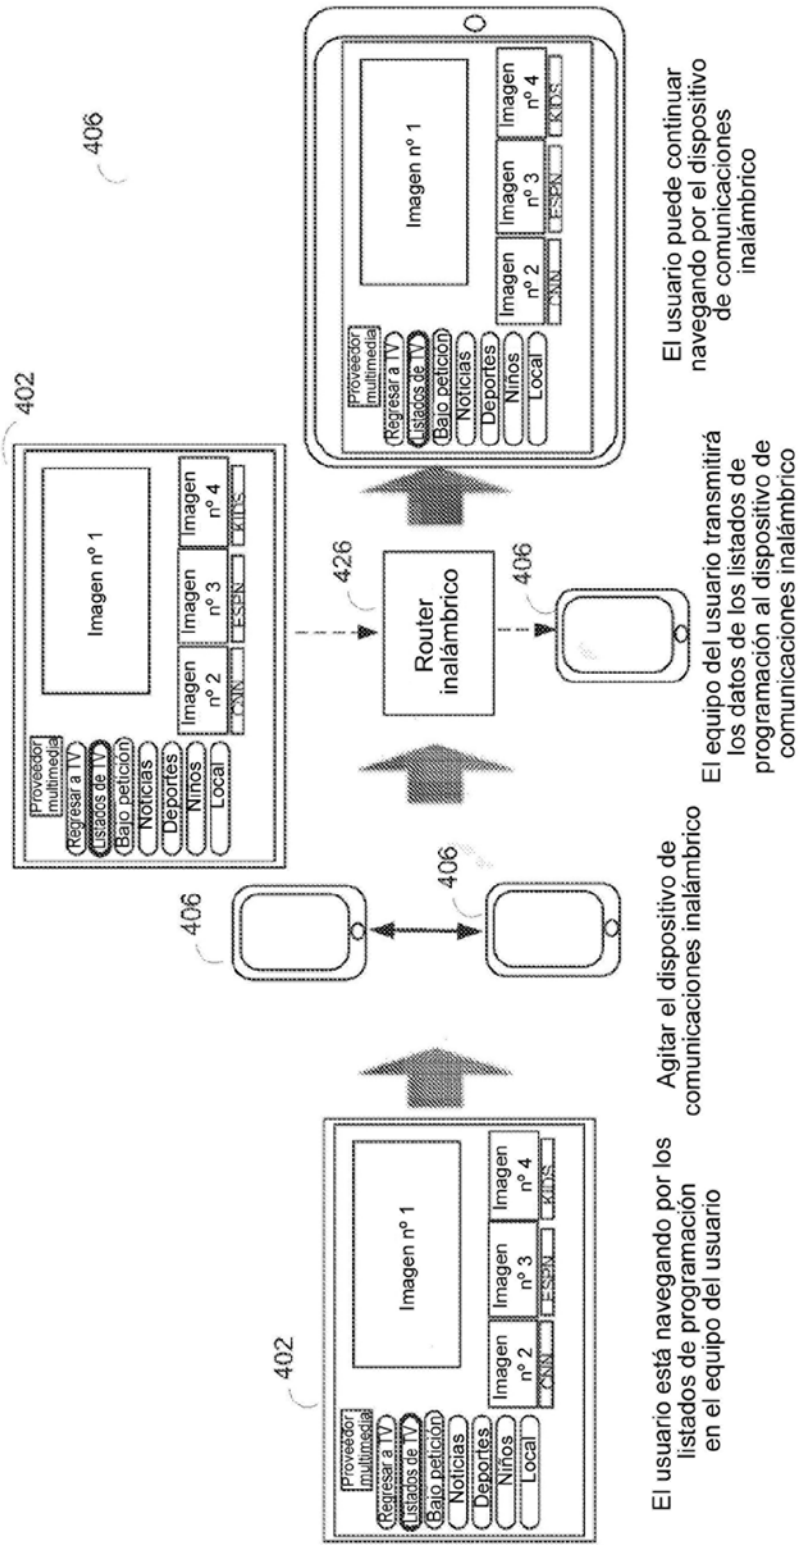 402
Proveedor
multimedia
Regresar a TV
Listados de TV
Bajo petición
Noticias
Deportes
Niños
Local
Imagen nº 1
Imagen
nº 2
CNN
Imagen
nº 3
ESPN
Imagen
nº 4
KIDS
El usuario está navegando por los
listados de programación
en el equipo del usuario
406
406
Agitar el dispositivo de
comunicaciones inalámbrico
402
Proveedor
multimedia
Regresar a TV
Listados de TV
Bajo petición
Noticias
Deportes
Niños
Local
Imagen nº 1
Imagen
nº 2
CNN
Imagen
nº 3
ESPN
Imagen
nº 4
KIDS
426
Router
inalámbrico
406
El equipo del usuario transmitirá
los datos de los listados de
programación al dispositivo de
comunicaciones inalámbrico
406
Proveedor
multimedia
Regresar a TV
Listados de TV
Bajo petición
Noticias
Deportes
Niños
Local
Imagen nº 1
Imagen
nº 2
CNN
Imagen
nº 3
ESPN
Imagen
nº 4
KIDS
El usuario puede continuar
navegando por el dispositivo
de comunicaciones
inalámbrico